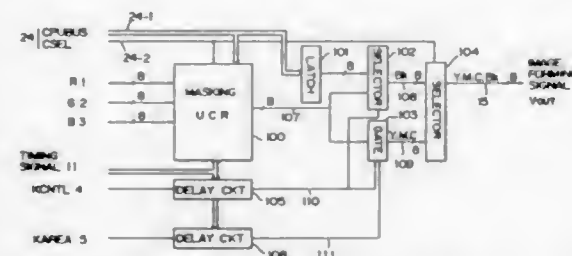 24-1
24 CPUBUS
CSEL
24-2
101
102
104
LATCH
SELECTOR
SELECTOR
8
R 1
8
G 2
8
B 3
8
MASKING
U C R
100
8
107
Bk 8
108
103
GATE
Y.M.C
8
109
Y.M.C, Bk 8
15
IMAGE
FORMING
SIGNAL
VOUT
TIMING
SIGNAL 11
KCNTL 4
DELAY CKT
105
110
KAREA 5
DELAY CKT
106
111